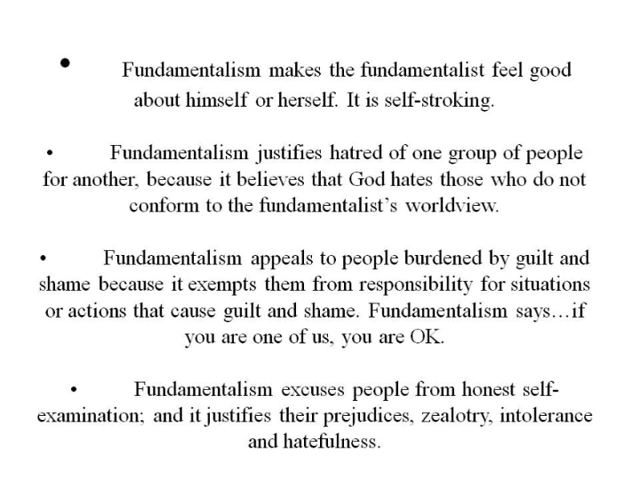 • Fundamentalism makes the fundamentalist feel good
about himself or herself. It is self-stroking.
• Fundamentalism justifies hatred of one group of people
for another, because it believes that God hates those who do not
conform to the fundamentalist’s worldview.
• Fundamentalism appeals to people burdened by guilt and
shame because it exempts them from responsibility for situations
or actions that cause guilt and shame. Fundamentalism says…if
you are one of us, you are OK.
• Fundamentalism excuses people from honest self-
examination; and it justifies their prejudices, zealotry, intolerance
and hatefulness.